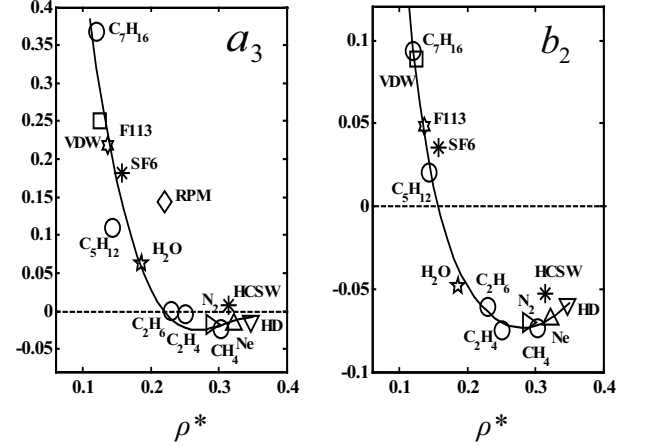 a₃
0.4
0.35
0.3
0.25
0.2
0.15
0.1
0.05
0
-0.05
C₇H₁₆
VDW
F113
SF6
RPM
C₅H₁₂
H₂O
HCSW
N₂
C₂H₆
C₂H₄
CH₄
Ne
HD
0.1 0.2 0.3 0.4
ρ*
b₂
0.1
0.05
0
-0.05
-0.1
C₇H₁₆
VDW
F113
SF6
C₅H₁₂
H₂O
C₂H₆
HCSW
N₂
HD
C₂H₄
Ne
CH₄
0.1 0.2 0.3 0.4
ρ*